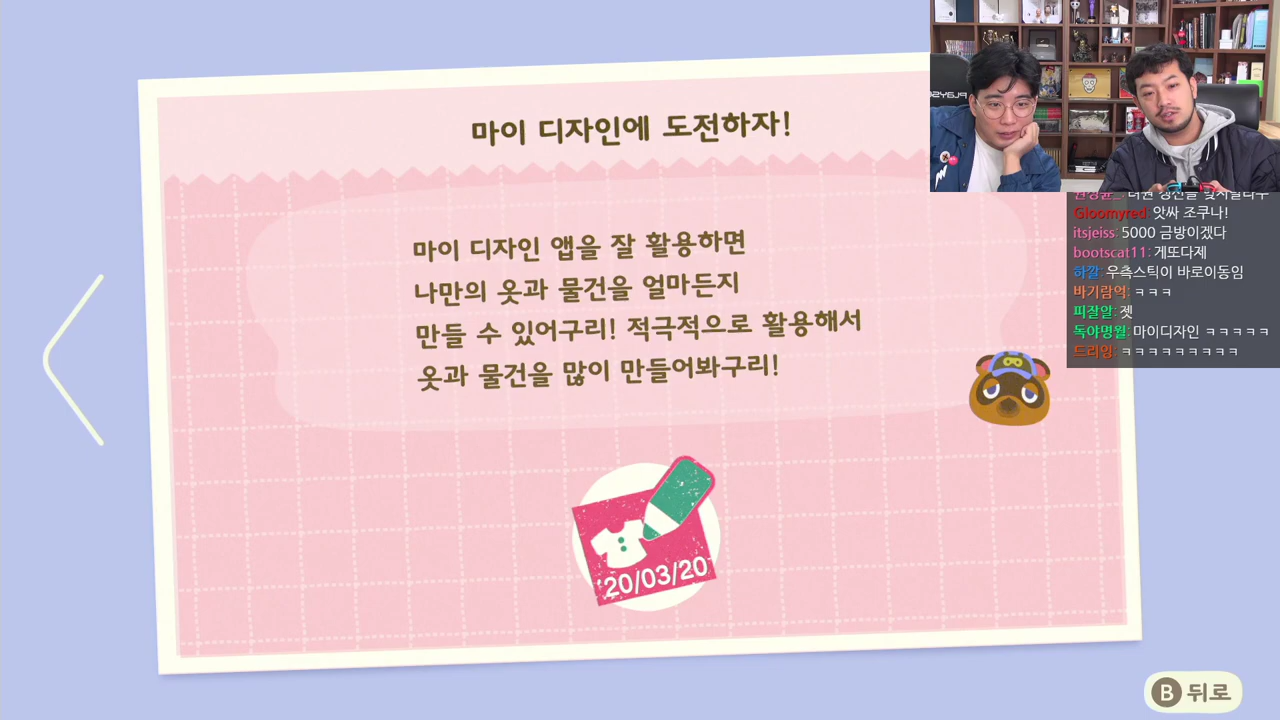 마이 디자인에 도전하자!
마이 디자인 앱을 잘 활용하면
나만의 옷과 물건을 얼마든지
만들 수 있어구리! 적극적으로 활용해서
옷과 물건을 많이 만들어봐구리!
'20/03/20
Gloomyred: 앗싸 조쿠나!
itsjeiss: 5000 금방이겠다
bootscat11: 게또다제
하깔: 우측스틱이 바로이동임
바기람역: ㅋㅋㅋ
피잘알: 젯
독야명월: 마이디자인 ㅋㅋㅋㅋㅋ
트리잉: ㅋㅋㅋㅋㅋㅋㅋㅋㅋ
B 뒤로